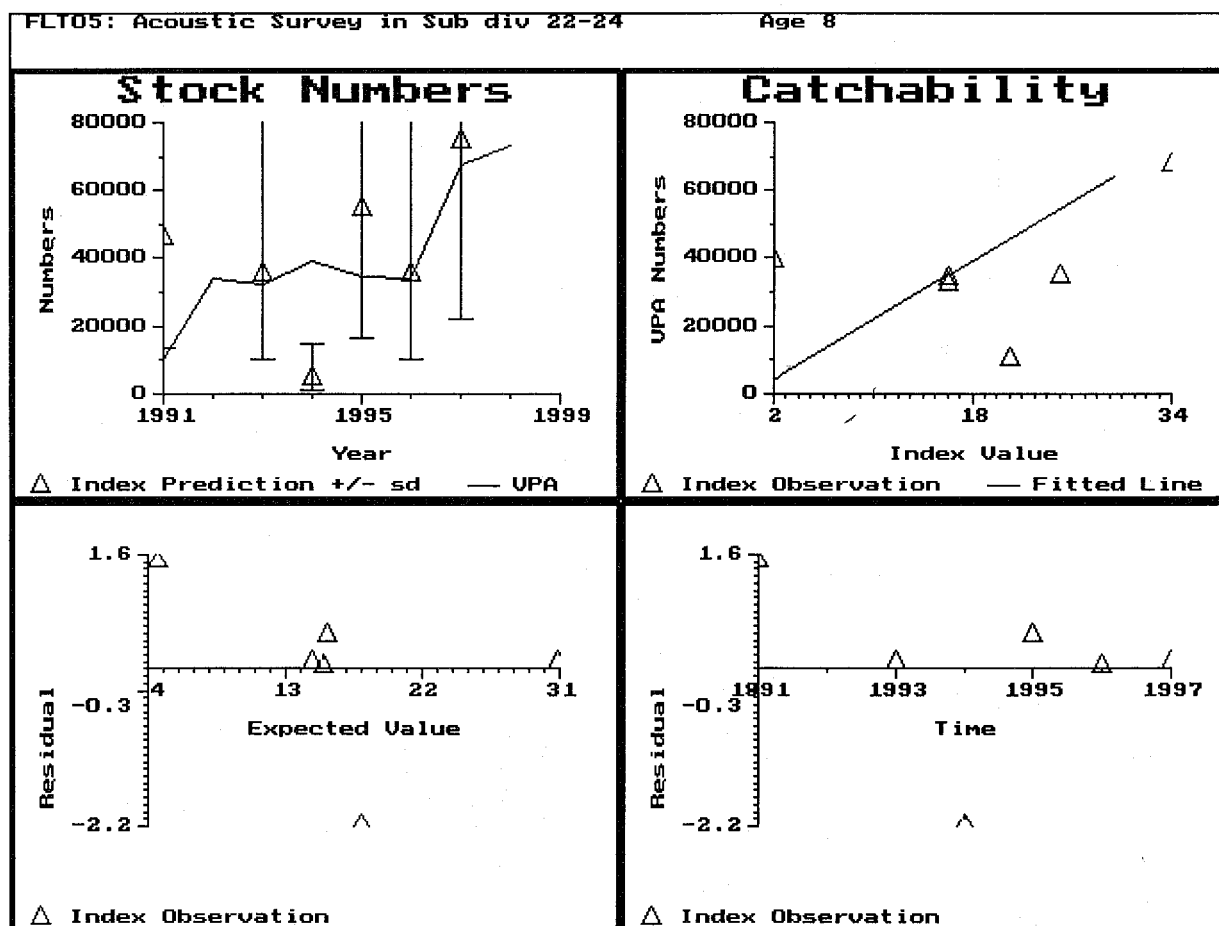 FLT05: Acoustic Survey in Sub div 22-24 Age 8
Stock Numbers
80000
60000
40000
20000
0
Numbers
1991 1995 1999
Year
△ Index Prediction +/- sd — VPA
Catchability
80000
60000
40000
20000
0
VPA Numbers
2 18 34
Index Value
△ Index Observation — Fitted Line
1.6
-0.3
-2.2
Residual
4 13 22 31
Expected Value
△ Index Observation
1.6
-0.3
-2.2
Residual
1991 1993 1995 1997
Time
△ Index Observation